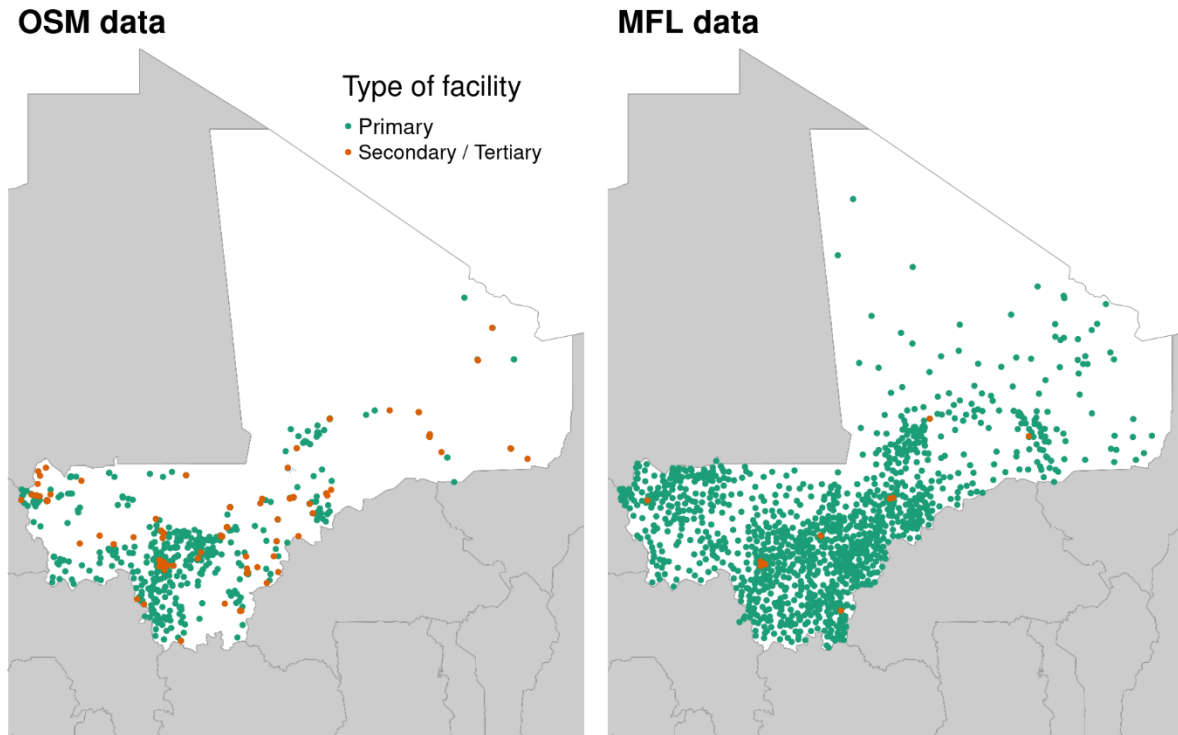 OSM data
MFL data
Type of facility
Primary
Secondary / Tertiary